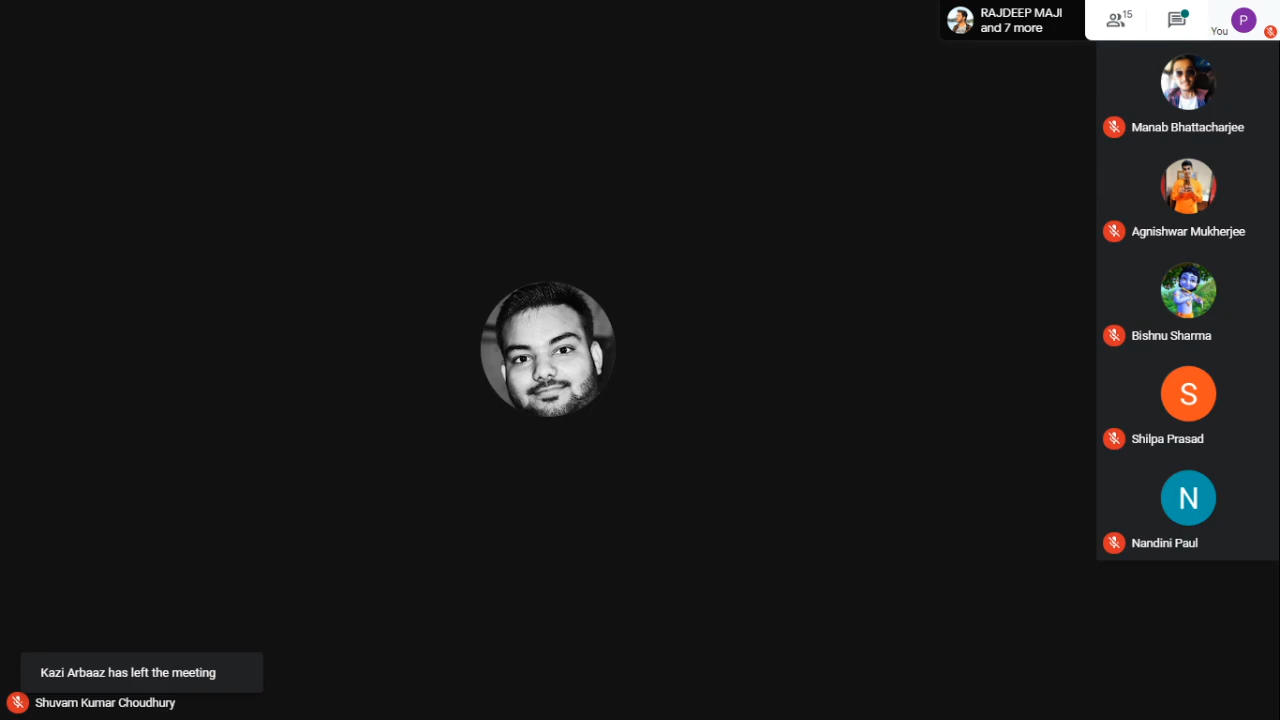 RAJDEEP MAJI
and 7 more
15
You
P
Manab Bhattacharjee
Agnishwar Mukherjee
Bishnu Sharma
S
Shilpa Prasad
N
Nandini Paul
Kazi Arbaaz has left the meeting
Shuvam Kumar Choudhury